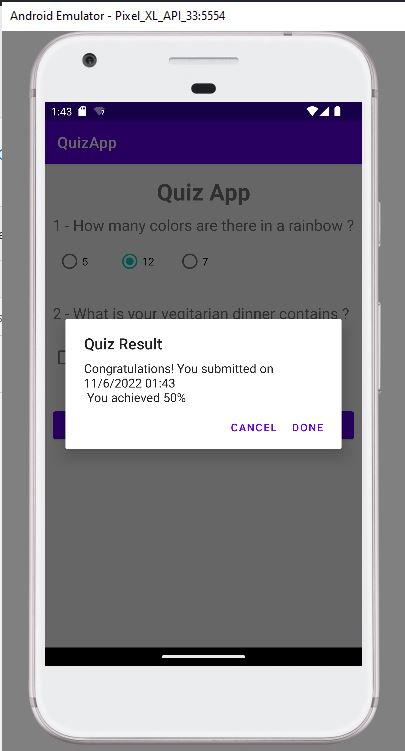 Android Emulator - Pixel_XL_API_33:5554
1:43
QuizApp
Quiz App
1 - How many colors are there in a rainbow ?
5 12 7
2 - What is your vegitarian dinner contains ?
Quiz Result
Congratulations! You submitted on
11/6/2022 01:43
You achieved 50%
CANCEL DONE